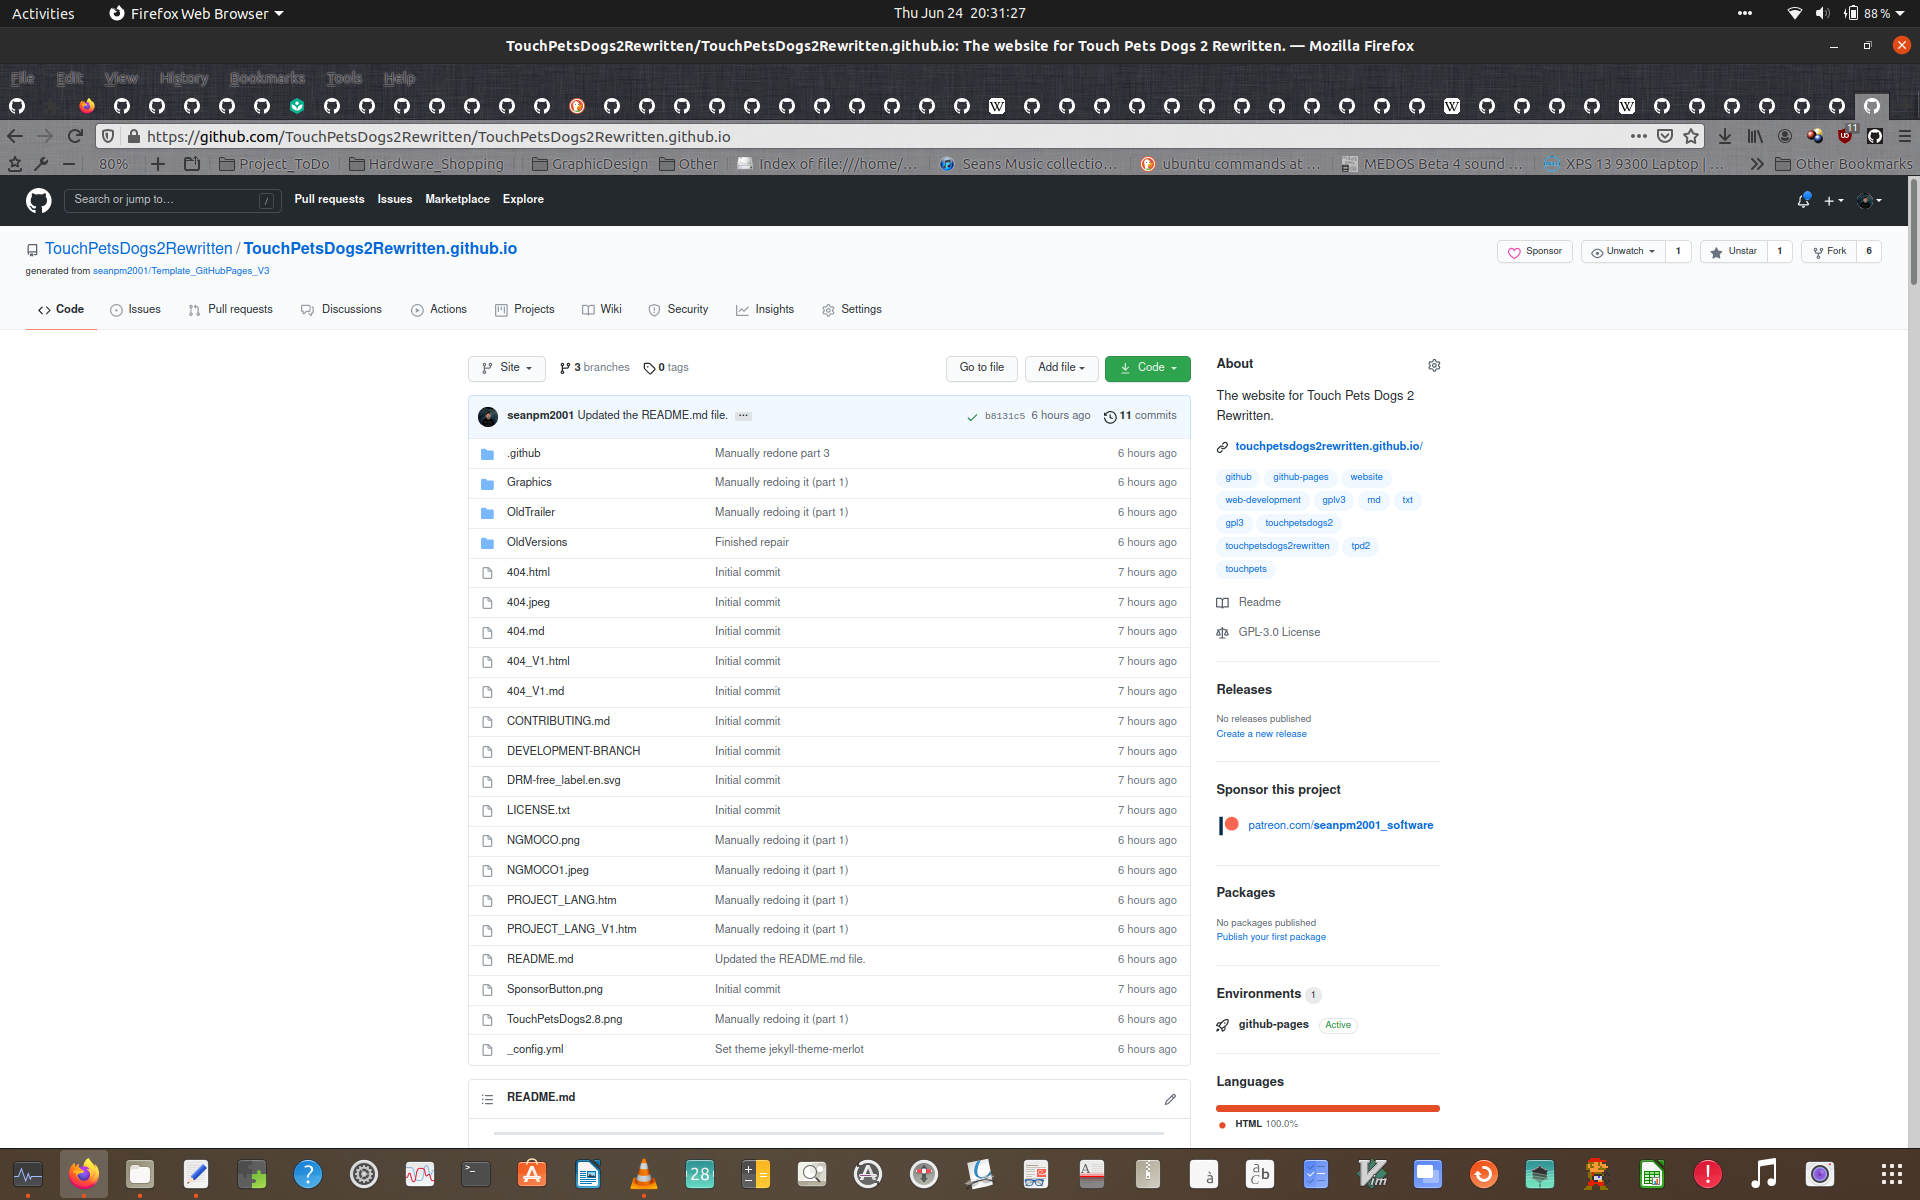 Activities Firefox Web Browser Thu Jun 24 20:31:27 88%
TouchPetsDogs2Rewritten/TouchPetsDogs2Rewritten.github.io: The website for Touch Pets Dogs 2 Rewritten. — Mozilla Firefox
File Edit View History Bookmarks Tools Help
https://github.com/TouchPetsDogs2Rewritten/TouchPetsDogs2Rewritten.github.io 11
80% Project_ToDo Hardware_Shopping GraphicDesign Other Index of file:///home/... Seans Music collectio... ubuntu commands at ... MEDOS Beta 4 sound ... XPS 13 9300 Laptop | ... Other Bookmarks
Search or jump to... / Pull requests Issues Marketplace Explore
TouchPetsDogs2Rewritten / TouchPetsDogs2Rewritten.github.io Sponsor Unwatch 1 Unstar 1 Fork 6
generated from seanpm2001/Template_GitHubPages_V3
Code Issues Pull requests Discussions Actions Projects Wiki Security Insights Settings
Site 3 branches 0 tags Go to file Add file Code
seanpm2001 Updated the README.md file. ... b8131c5 6 hours ago 11 commits
.github Manually redone part 3 6 hours ago
Graphics Manually redoing it (part 1) 6 hours ago
OldTrailer Manually redoing it (part 1) 6 hours ago
OldVersions Finished repair 6 hours ago
404.html Initial commit 7 hours ago
404.jpeg Initial commit 7 hours ago
404.md Initial commit 7 hours ago
404_V1.html Initial commit 7 hours ago
404_V1.md Initial commit 7 hours ago
CONTRIBUTING.md Initial commit 7 hours ago
DEVELOPMENT-BRANCH Initial commit 7 hours ago
DRM-free_label.en.svg Initial commit 7 hours ago
LICENSE.txt Initial commit 7 hours ago
NGMOCO.png Manually redoing it (part 1) 6 hours ago
NGMOCO1.jpeg Manually redoing it (part 1) 6 hours ago
PROJECT_LANG.htm Manually redoing it (part 1) 6 hours ago
PROJECT_LANG_V1.htm Manually redoing it (part 1) 6 hours ago
README.md Updated the README.md file. 6 hours ago
SponsorButton.png Initial commit 7 hours ago
TouchPetsDogs2.8.png Manually redoing it (part 1) 6 hours ago
_config.yml Set theme jekyll-theme-merlot 6 hours ago
README.md
About
The website for Touch Pets Dogs 2
Rewritten.
touchpetsdogs2rewritten.github.io/
github github-pages website
web-development gplv3 md txt
gpl3 touchpetsdogs2
touchpetsdogs2rewritten tpd2
touchpets
Readme
GPL-3.0 License
Releases
No releases published
Create a new release
Sponsor this project
patreon.com/seanpm2001_software
Packages
No packages published
Publish your first package
Environments 1
github-pages Active
Languages
HTML 100.0%
28